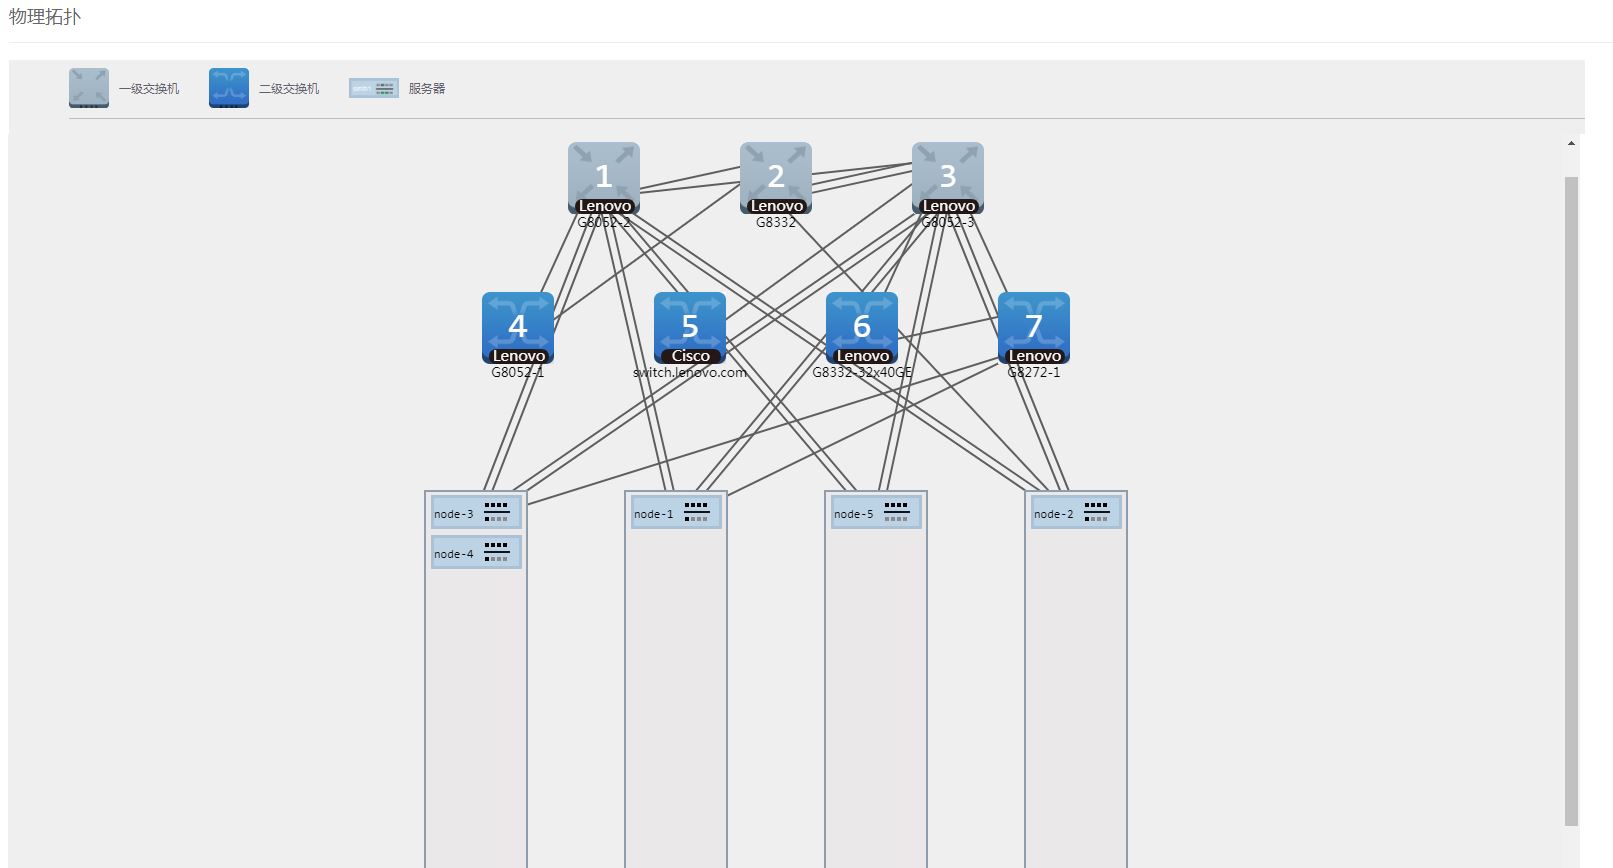 物理拓扑
一级交换机 二级交换机 服务器
1 2 3
Lenovo Lenovo Lenovo
G8052-2 G8332 G8052-3
4 5 6 7
Lenovo Cisco Lenovo Lenovo
G8052-1 switch.lenovo.com G8332-32x40GE G8272-1
node-3 node-1 node-5 node-2
node-4